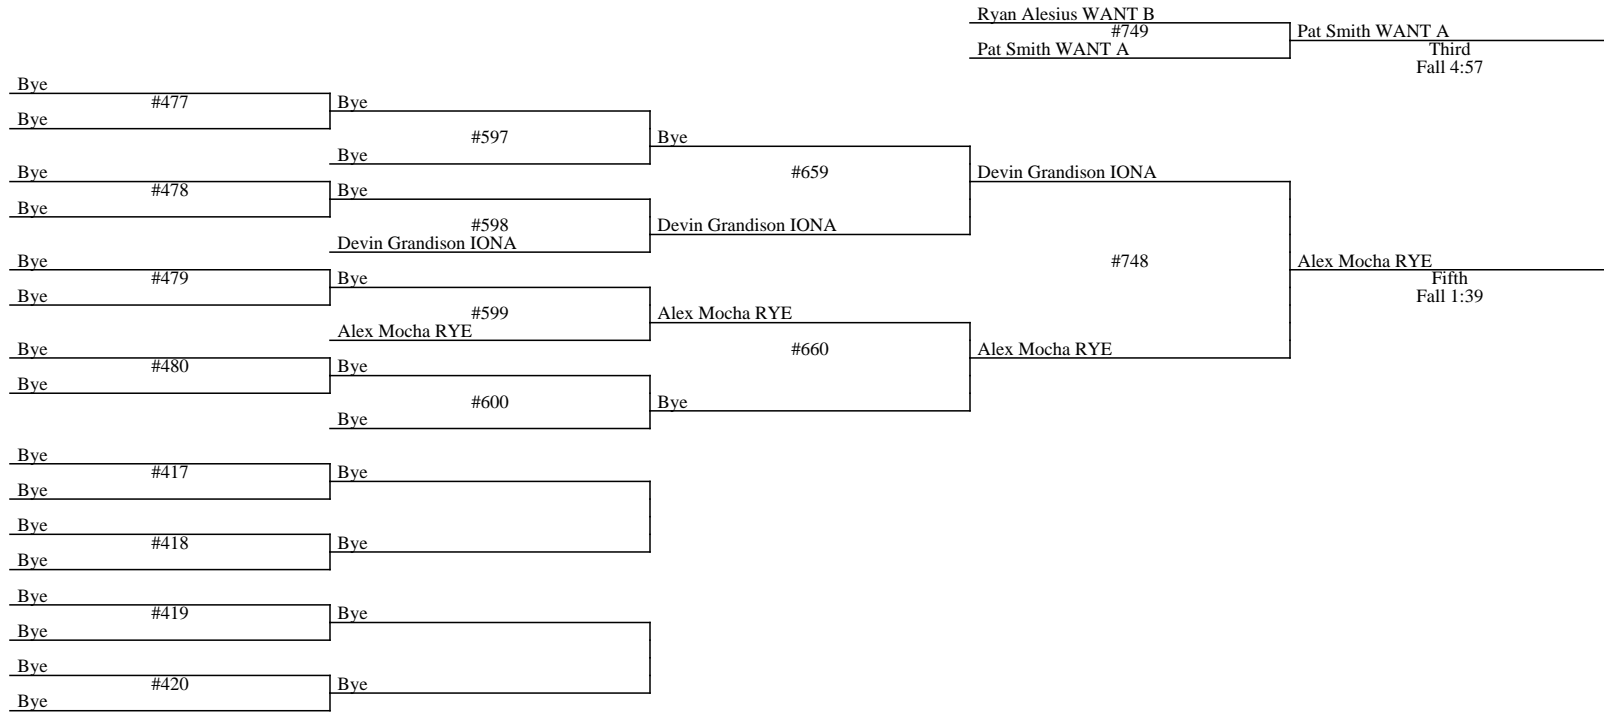 Ryan Alesius WANT B
#749
Pat Smith WANT A
Pat Smith WANT A
Third
Fall 4:57
Bye
#477
Bye
Bye
#597
Bye
Bye
#659
Bye
#478
Bye
Bye
#598
Devin Grandison IONA
Devin Grandison IONA
Devin Grandison IONA
#748
Bye
#479
Bye
Bye
#599
Alex Mocha RYE
Alex Mocha RYE
#660
Bye
#480
Bye
Bye
#600
Bye
Bye
Alex Mocha RYE
Alex Mocha RYE
Fifth
Fall 1:39
Bye
#417
Bye
Bye
Bye
#418
Bye
Bye
Bye
#419
Bye
Bye
Bye
#420
Bye
Bye